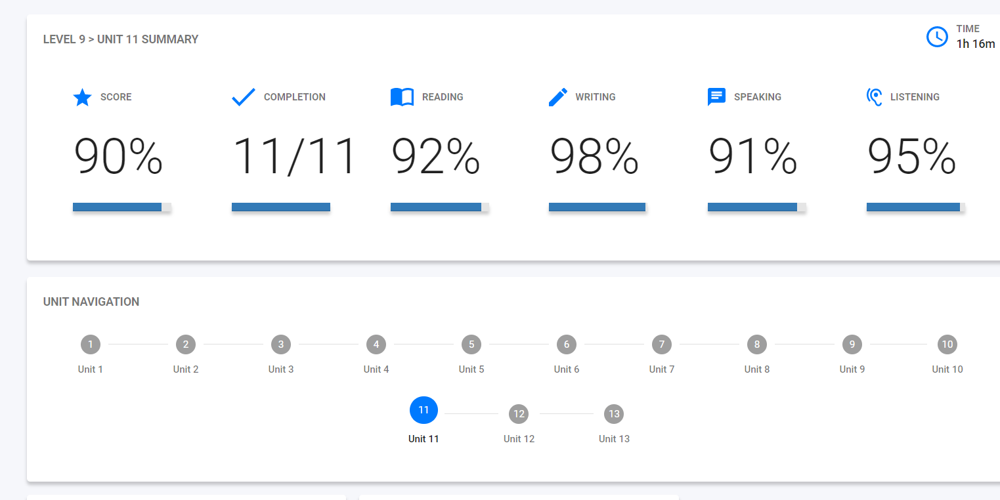 LEVEL 9 > UNIT 11 SUMMARY
TIME
1h 16m
SCORE COMPLETION READING WRITING SPEAKING LISTENING
90% 11/11 92% 98% 91% 95%
UNIT NAVIGATION
1 2 3 4 5 6 7 8 9 10
Unit 1 Unit 2 Unit 3 Unit 4 Unit 5 Unit 6 Unit 7 Unit 8 Unit 9 Unit 10
11 12 13
Unit 11 Unit 12 Unit 13